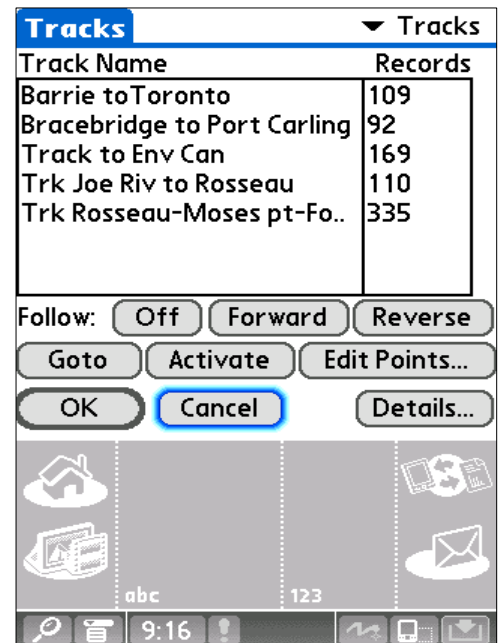 Tracks Tracks
Track Name Records
Barrie toToronto 109
Bracebridge to Port Carling 92
Track to Env Can 169
Trk Joe Riv to Rosseau 110
Trk Rosseau-Moses pt-Fo.. 335
Follow: Off Forward Reverse
Goto Activate Edit Points...
OK Cancel Details...
abc 123
9:16